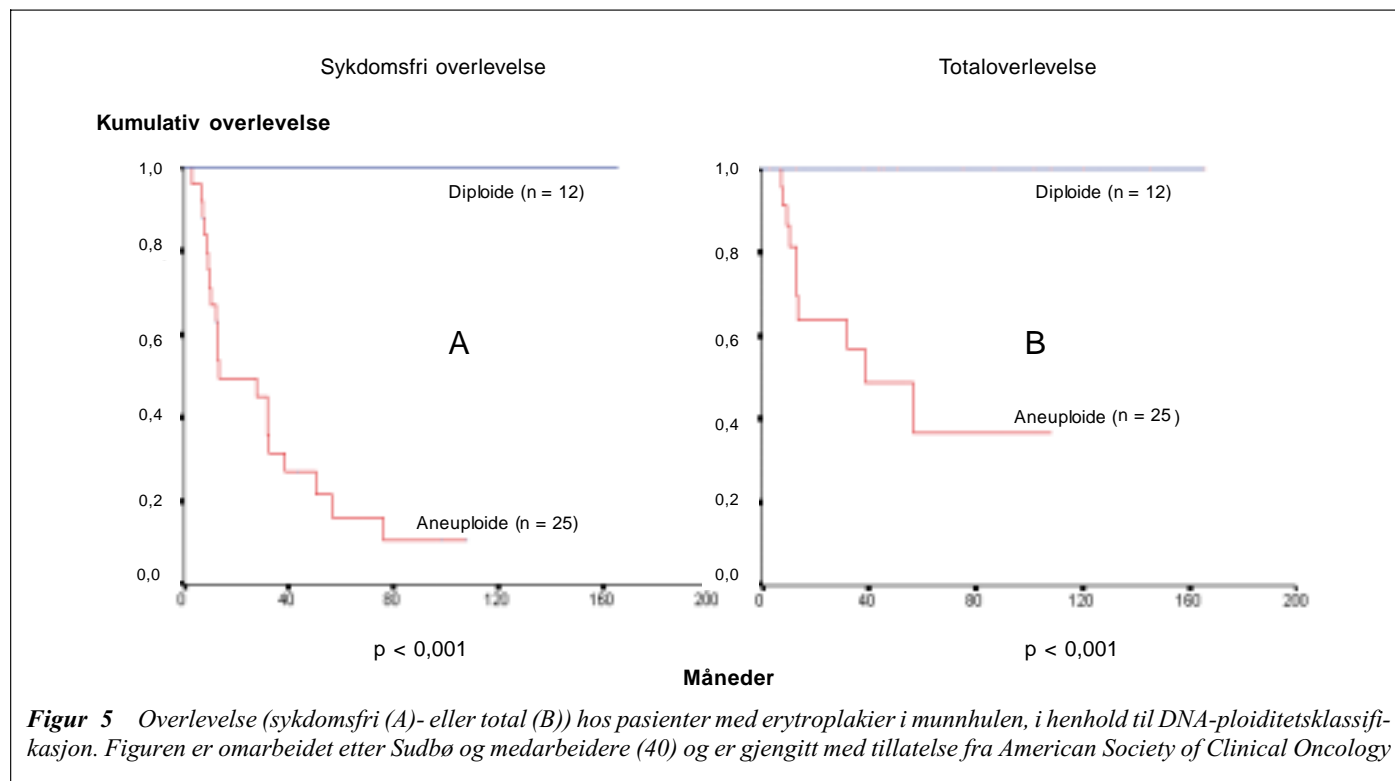 Sykdomsfri overlevelse
Totaloverlevelse
Kumulativ overlevelse
1,0
0,8
0,6
0,4
0,2
0,0
Diploide (n = 12)
A
Aneuploide (n = 25)
0 40 80 120 160 200
p < 0,001
1,0
0,8
0,6
0,4
0,2
0,0
Diploide (n = 12)
B
Aneuploide (n = 25)
0 40 80 120 160 200
p < 0,001
Måneder
Figur 5 Overlevelse (sykdomsfri (A)- eller total (B)) hos pasienter med erytroplakier i munnhulen, i henhold til DNA-ploiditetsklassifi-
kasjon. Figuren er omarbeidet etter Sudbø og medarbeidere (40) og er gjengitt med tillatelse fra American Society of Clinical Oncology